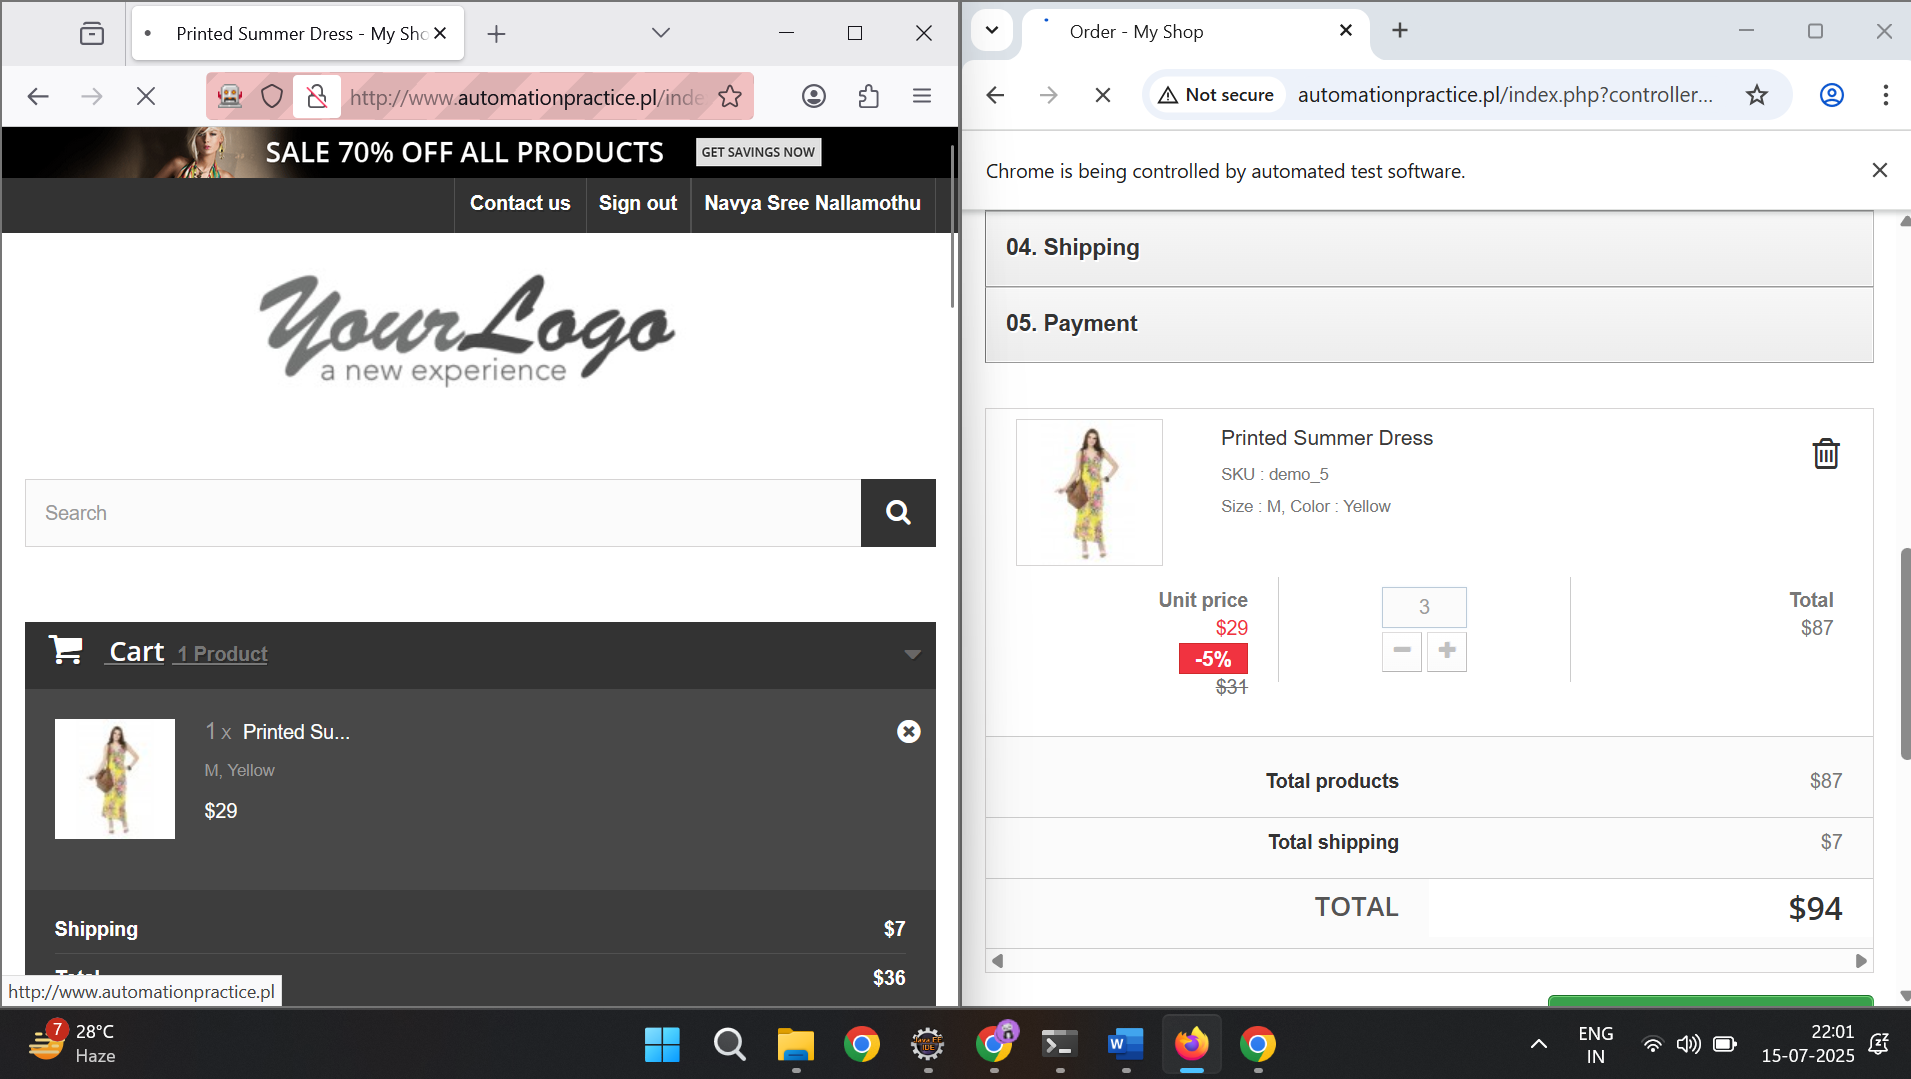 Printed Summer Dress - My Sho
http://www.automationpractice.pl/inde
SALE 70% OFF ALL PRODUCTS
GET SAVINGS NOW
Contact us
Sign out
Navya Sree Nallamothu
YourLogo
a new experience
Search
Cart 1 Product
1 x Printed Su...
M, Yellow
$29
Shipping $7
Total $36
http://www.automationpractice.pl
Order - My Shop
Not secure
automationpractice.pl/index.php?controller...
Chrome is being controlled by automated test software.
04. Shipping
05. Payment
Printed Summer Dress
SKU : demo_5
Size : M, Color : Yellow
Unit price
$29
-5%
$31
3
Total
$87
Total products $87
Total shipping $7
TOTAL $94
7
28°C
Haze
Java EE
IDE
W
ENG
IN
22:01
15-07-2025